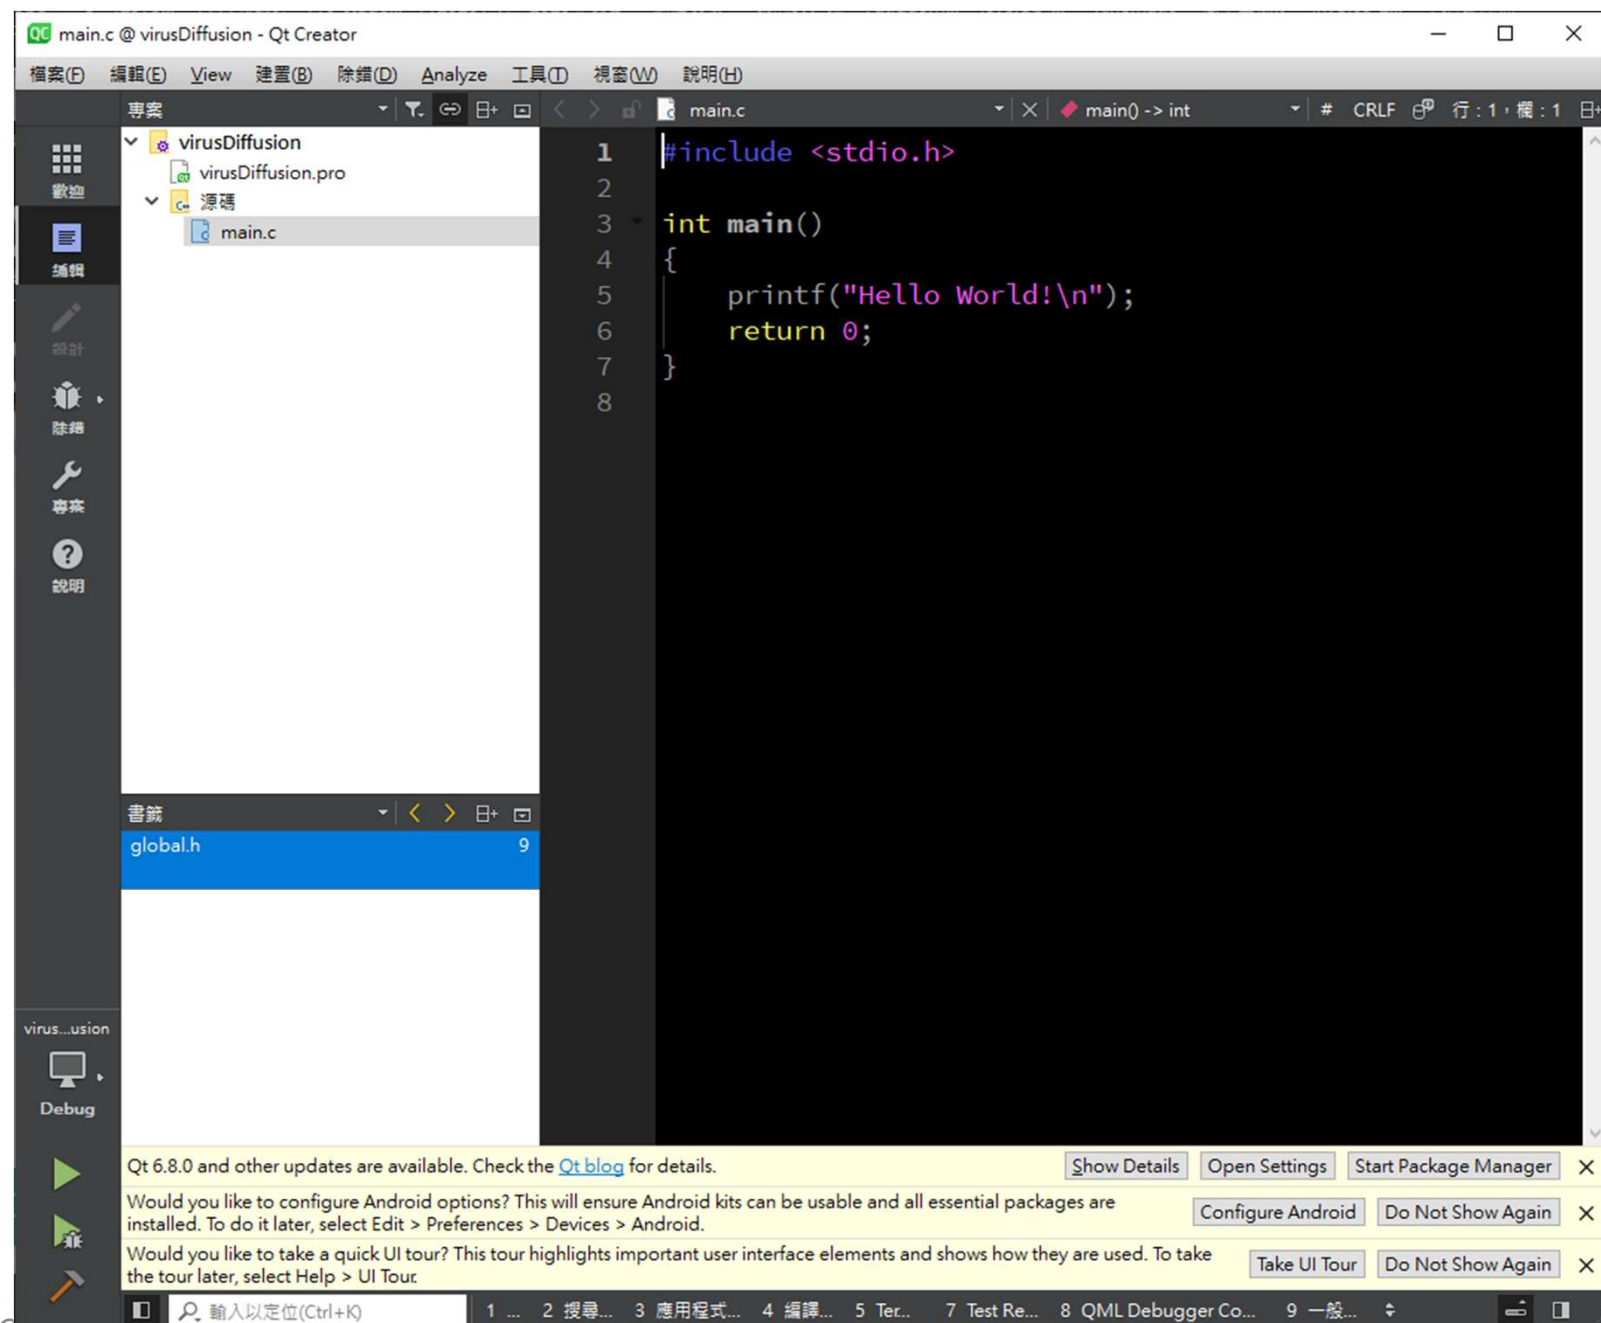 main.c @ virusDiffusion - Qt Creator
檔案(F) 編輯(E) View 建置(B) 除錯(D) Analyze 工具(T) 視窗(W) 說明(H)
專案
main.c
main() -> int
# CRLF 行:1,欄:1
歡迎
編輯
設計
除錯
專案
說明
virusDiffusion
virusDiffusion.pro
源碼
main.c
1 #include <stdio.h>
2
3 int main()
4 {
5 printf("Hello World!\n");
6 return 0;
7 }
8
書籤
global.h 9
virus...usion
Debug
Qt 6.8.0 and other updates are available. Check the Qt blog for details. Show Details Open Settings Start Package Manager
Would you like to configure Android options? This will ensure Android kits can be usable and all essential packages are
installed. To do it later, select Edit > Preferences > Devices > Android. Configure Android Do Not Show Again
Would you like to take a quick UI tour? This tour highlights important user interface elements and shows how they are used. To take
the tour later, select Help > UI Tour. Take UI Tour Do Not Show Again
輸入以定位(Ctrl+K) 1 ... 2 搜尋... 3 應用程式... 4 編譯... 5 Ter... 7 Test Re... 8 QML Debugger Co... 9 一般...